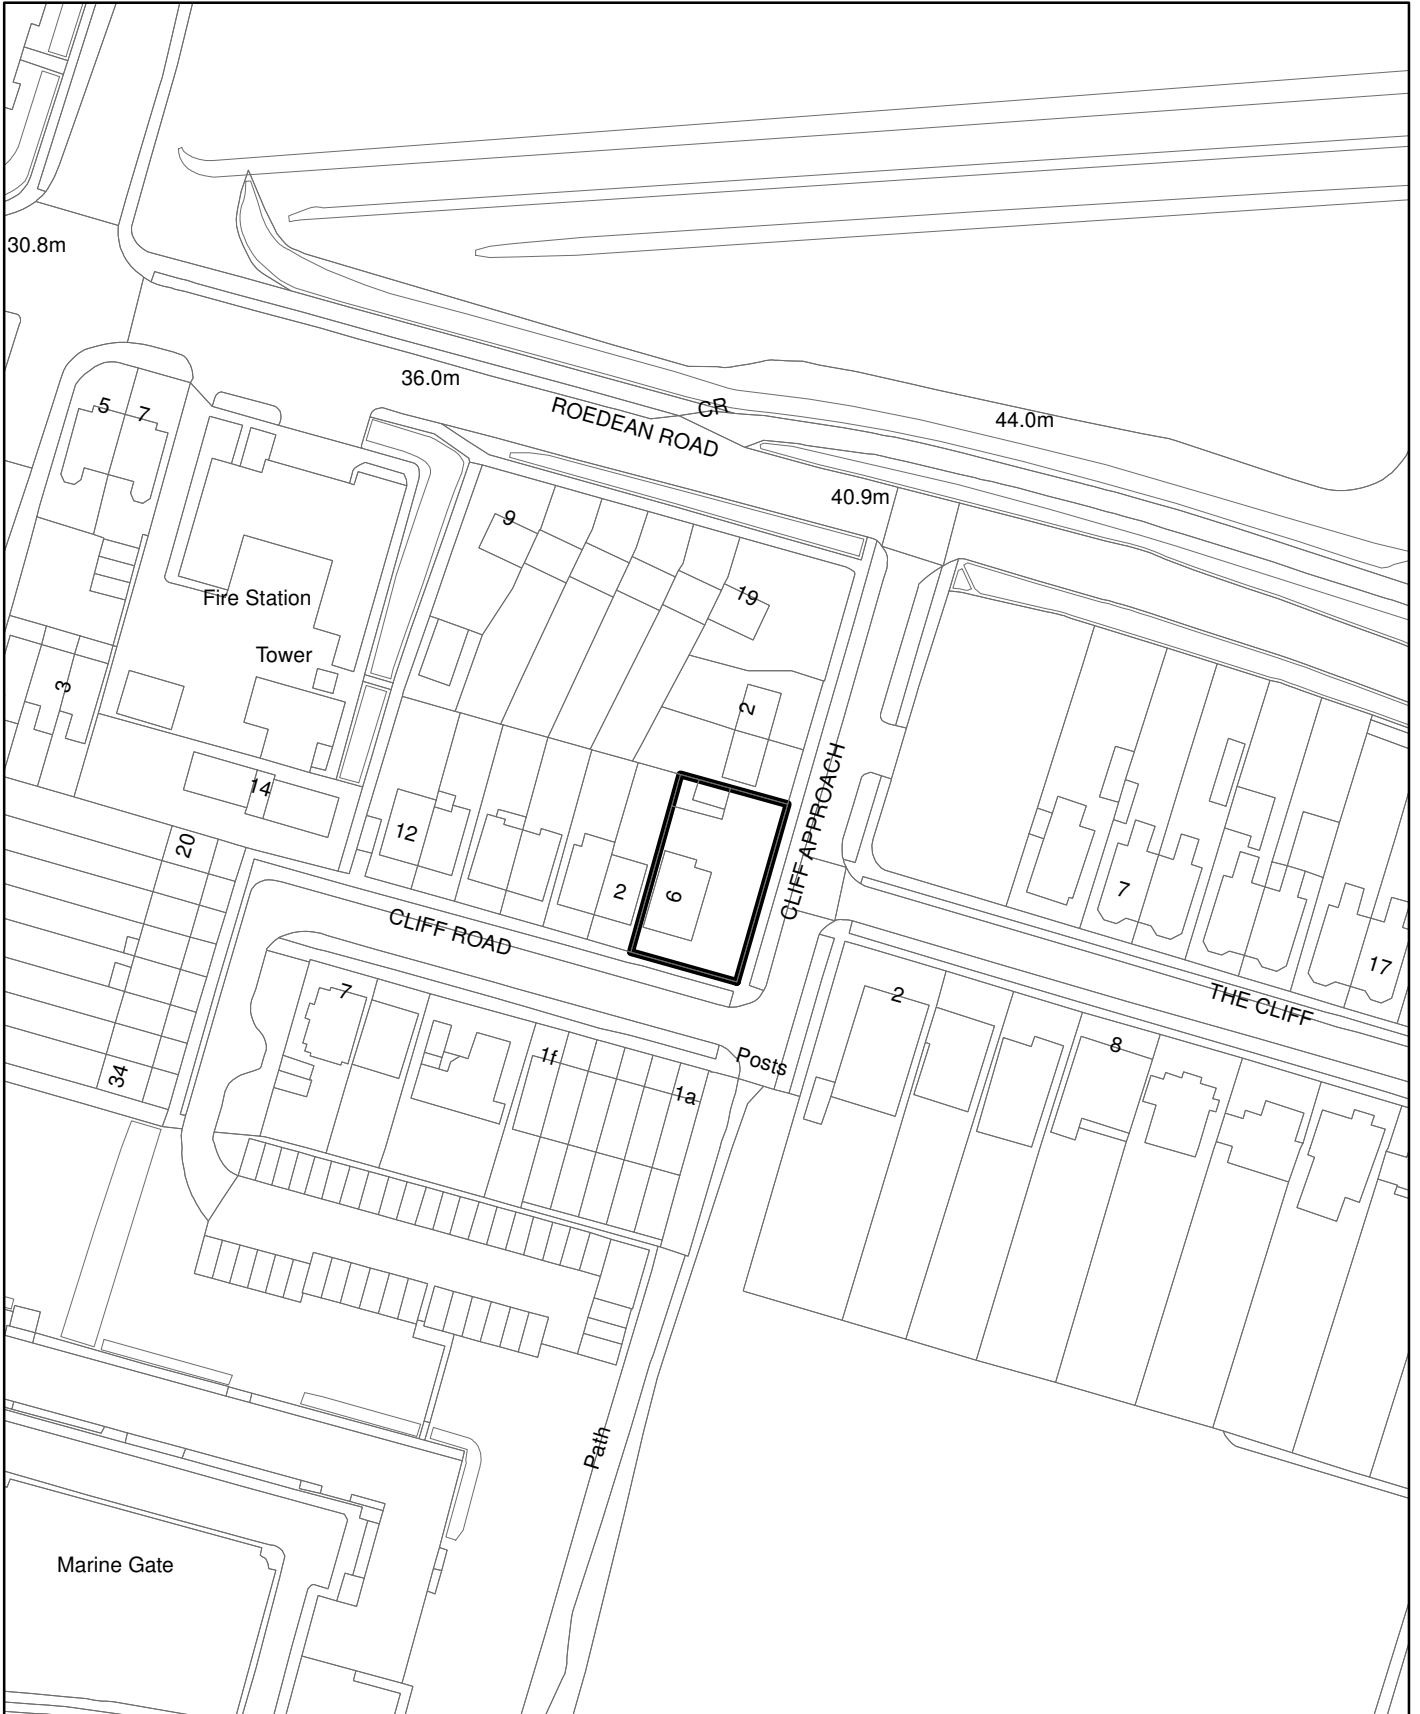 30.8m
36.0m
CR
44.0m
ROEDEAN ROAD
5
7
40.9m
9
19
Fire Station
Tower
3
2
14
12
20
2
6
CLIFF APPROACH
7
CLIFF ROAD
17
7
2
THE CLIFF
8
1f
Posts
34
1a
Path
Marine Gate